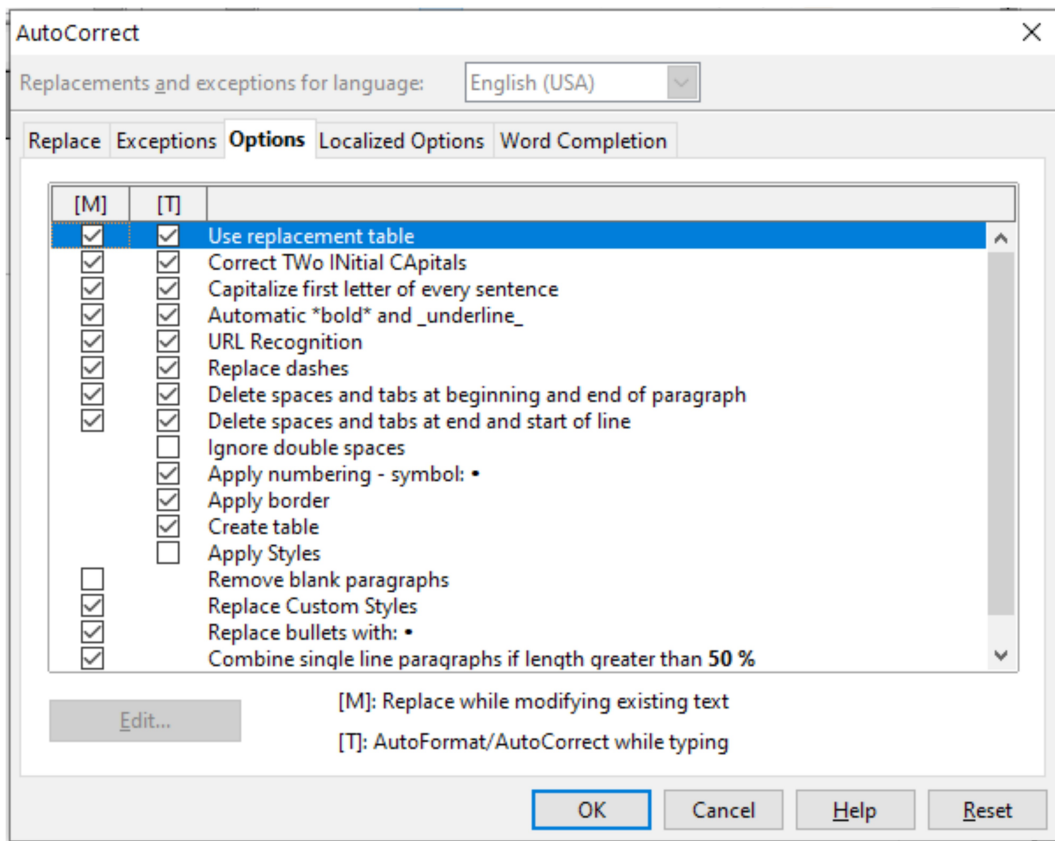 AutoCorrect
Replacements and exceptions for language: English (USA)
Replace Exceptions Options Localized Options Word Completion
[M] [T]
Use replacement table
Correct TWo INitial CApitals
Capitalize first letter of every sentence
Automatic *bold* and _underline_
URL Recognition
Replace dashes
Delete spaces and tabs at beginning and end of paragraph
Delete spaces and tabs at end and start of line
Ignore double spaces
Apply numbering - symbol: •
Apply border
Create table
Apply Styles
Remove blank paragraphs
Replace Custom Styles
Replace bullets with: •
Combine single line paragraphs if length greater than 50 %
Edit...
[M]: Replace while modifying existing text
[T]: AutoFormat/AutoCorrect while typing
OK Cancel Help Reset